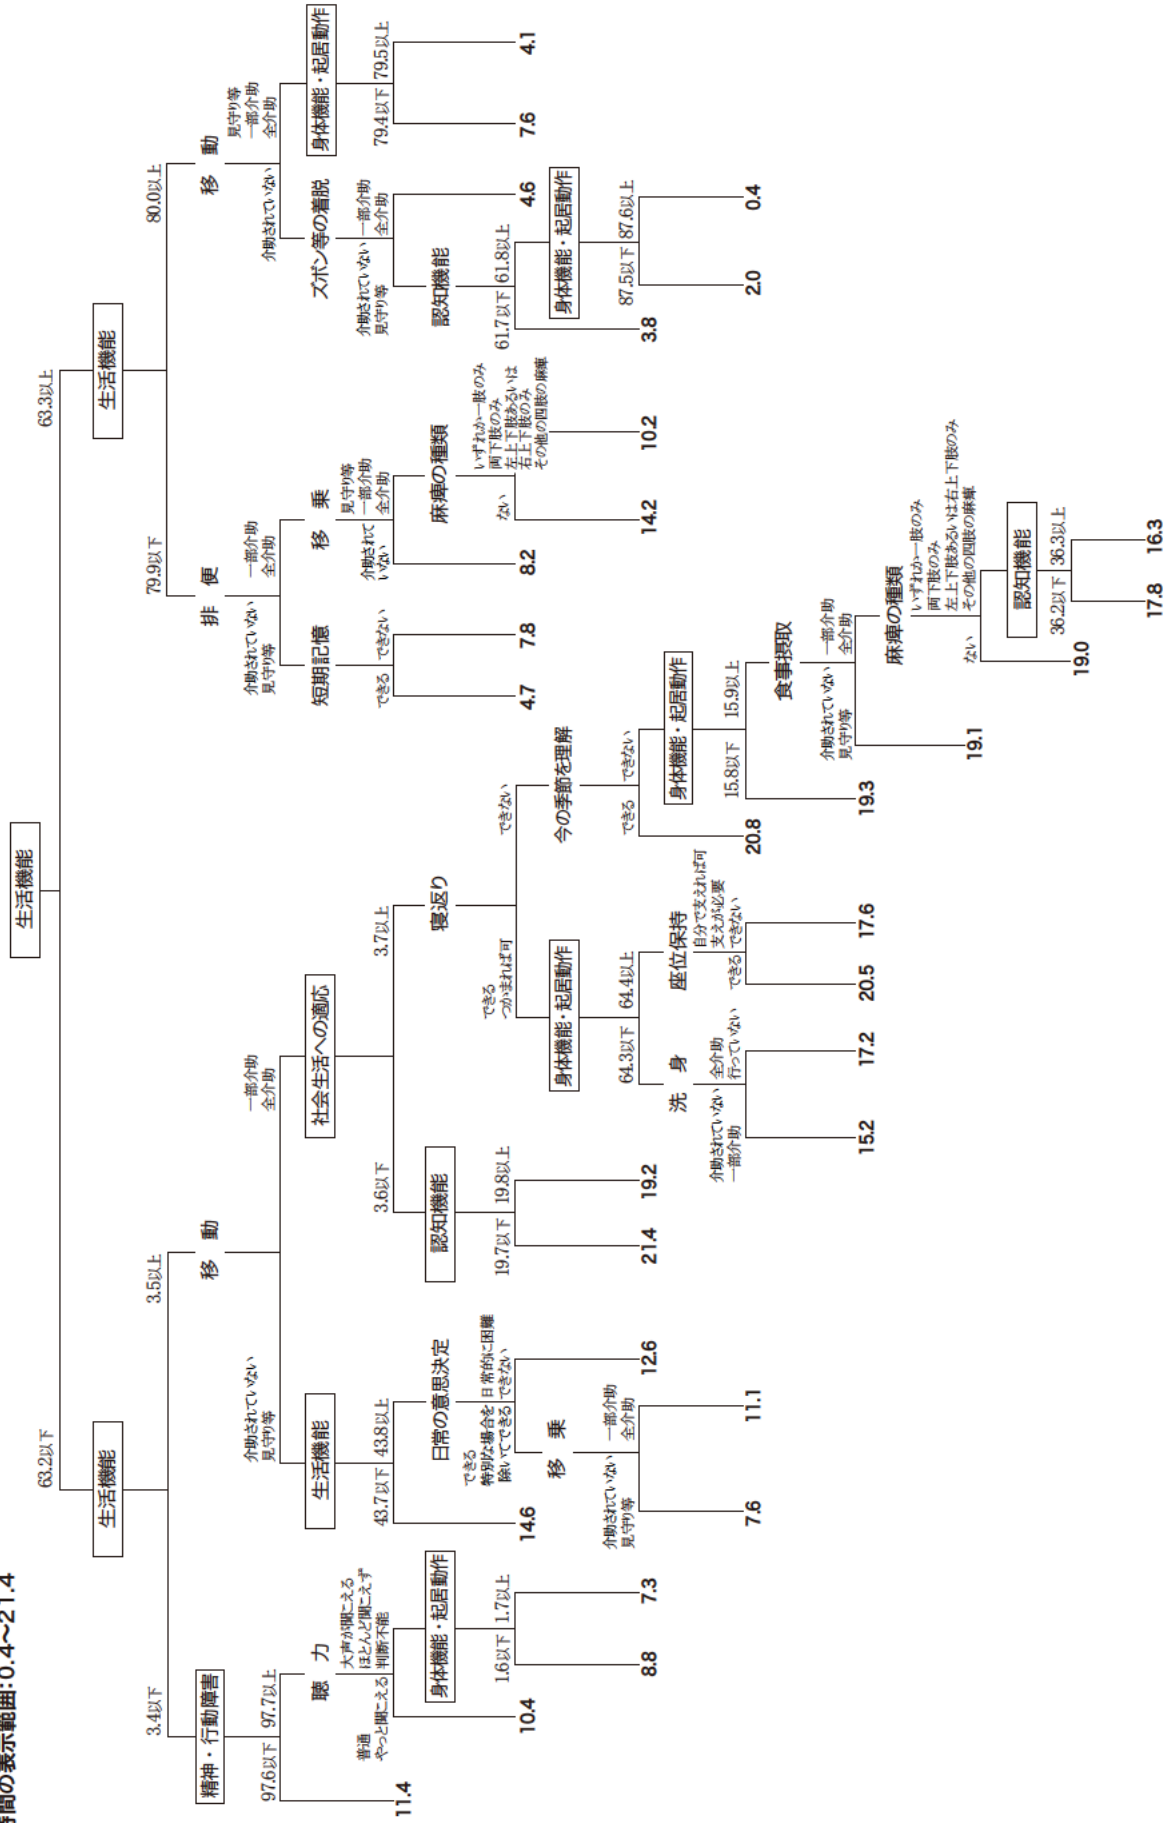 時間の表示範囲:0.4〜21.4
生活機能
63.2以下
63.3以上
生活機能
生活機能
3.4以下
3.5以上
79.9以下
80.0以上
精神・行動障害
移 動
排 便
移 動
97.6以下
97.7以上
介助されていない
見守り等
一部介助
全介助
介助されていない
見守り等
一部介助
全介助
介助されていない
見守り等
一部介助
全介助
聴 力
生活機能
社会生活への適応
短期記憶
移 乗
ズボン等の着脱
身体機能・起居動作
普通
やっと聞こえる
大声が聞こえる
ほとんど聞こえず
判断不能
43.7以下
43.8以上
3.6以下
3.7以上
できる
できない
介助されて
いない
見守り等
一部介助
全介助
介助されていない
見守り等
一部介助
全介助
79.4以下
79.5以上
11.4
身体機能・起居動作
日常の意思決定
認知機能
寝返り
麻痺の種類
認知機能
1.6以下
1.7以上
できる
特別な場合を
除いてできる
日常的に困難
できない
19.7以下
19.8以上
できる
つかまれば可
できない
ない
いずれか一肢のみ
両下肢のみ
左上下肢あるいは
右上下肢のみ
その他の四肢の麻痺
61.7以下
61.8以上
10.4
14.6
4.7
7.8
8.2
4.6
7.6
4.1
移 乗
身体機能・起居動作
今の季節を理解
身体機能・起居動作
介助されていない
見守り等
一部介助
全介助
64.3以下
64.4以上
できる
できない
87.5以下
87.6以上
8.8
7.3
12.6
21.4
19.2
14.2
10.2
3.8
洗 身
座位保持
身体機能・起居動作
介助されていない
一部介助
全介助
行っていない
できる
自分で支えれば可
支えが必要
できない
15.8以下
15.9以上
7.6
11.1
20.8
2.0
0.4
食事摂取
介助されていない
見守り等
一部介助
全介助
15.2
17.2
20.5
17.6
19.3
麻痺の種類
ない
いずれか一肢のみ
両下肢のみ
左上下肢あるいは右上下肢のみ
その他の四肢の麻痺
19.1
認知機能
36.2以下
36.3以上
19.0
17.8
16.3